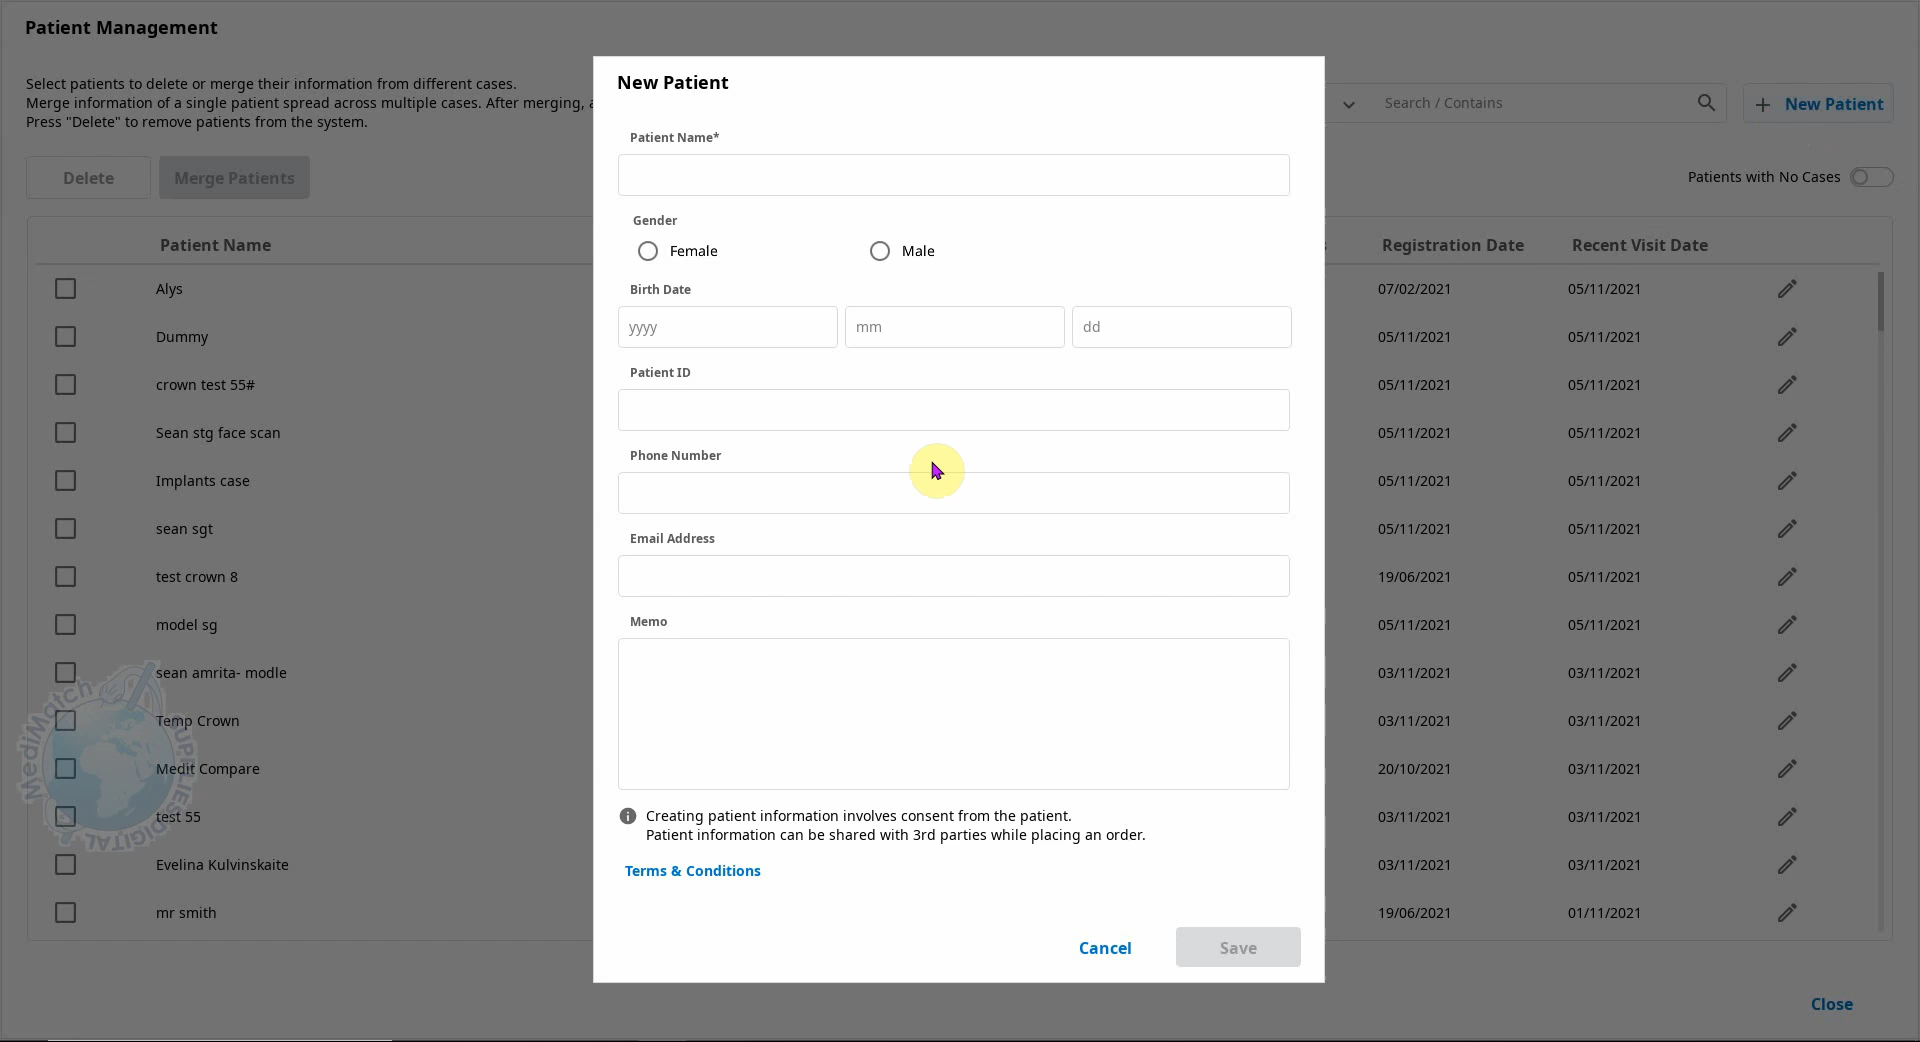 Patient Management
Select patients to delete or merge their information from different cases.
Merge information of a single patient spread across multiple cases. After merging,
Press "Delete" to remove patients from the system.
Search / Contains
+ New Patient
Delete
Merge Patients
Patients with No Cases
Patient Name
Registration Date
Recent Visit Date
Alys
07/02/2021
05/11/2021
Dummy
05/11/2021
05/11/2021
crown test 55#
05/11/2021
05/11/2021
Sean stg face scan
05/11/2021
05/11/2021
Implants case
05/11/2021
05/11/2021
sean sgt
05/11/2021
05/11/2021
test crown 8
19/06/2021
05/11/2021
model sg
05/11/2021
05/11/2021
sean amrita- modle
03/11/2021
03/11/2021
Temp Crown
03/11/2021
03/11/2021
Medit Compare
20/10/2021
03/11/2021
test 55
03/11/2021
03/11/2021
Evelina Kulvinskaite
03/11/2021
03/11/2021
mr smith
19/06/2021
01/11/2021
Close
New Patient
Patient Name*
Gender
Female
Male
Birth Date
yyyy
mm
dd
Patient ID
Phone Number
Email Address
Memo
Creating patient information involves consent from the patient.
Patient information can be shared with 3rd parties while placing an order.
Terms & Conditions
Cancel
Save
MediMatch
DIGITAL
SUPPLIES